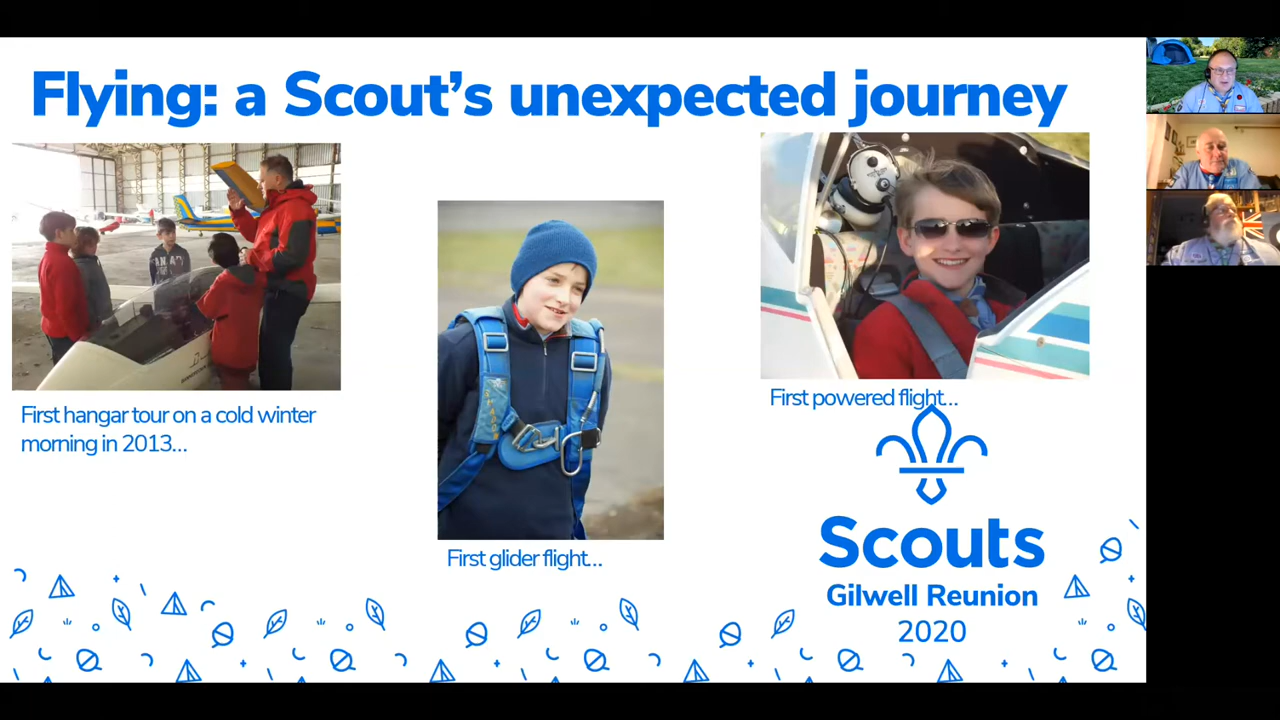 Flying: a Scout's unexpected journey
First hangar tour on a cold winter
morning in 2013...
First glider flight...
First powered flight...
Scouts
Gilwell Reunion
2020